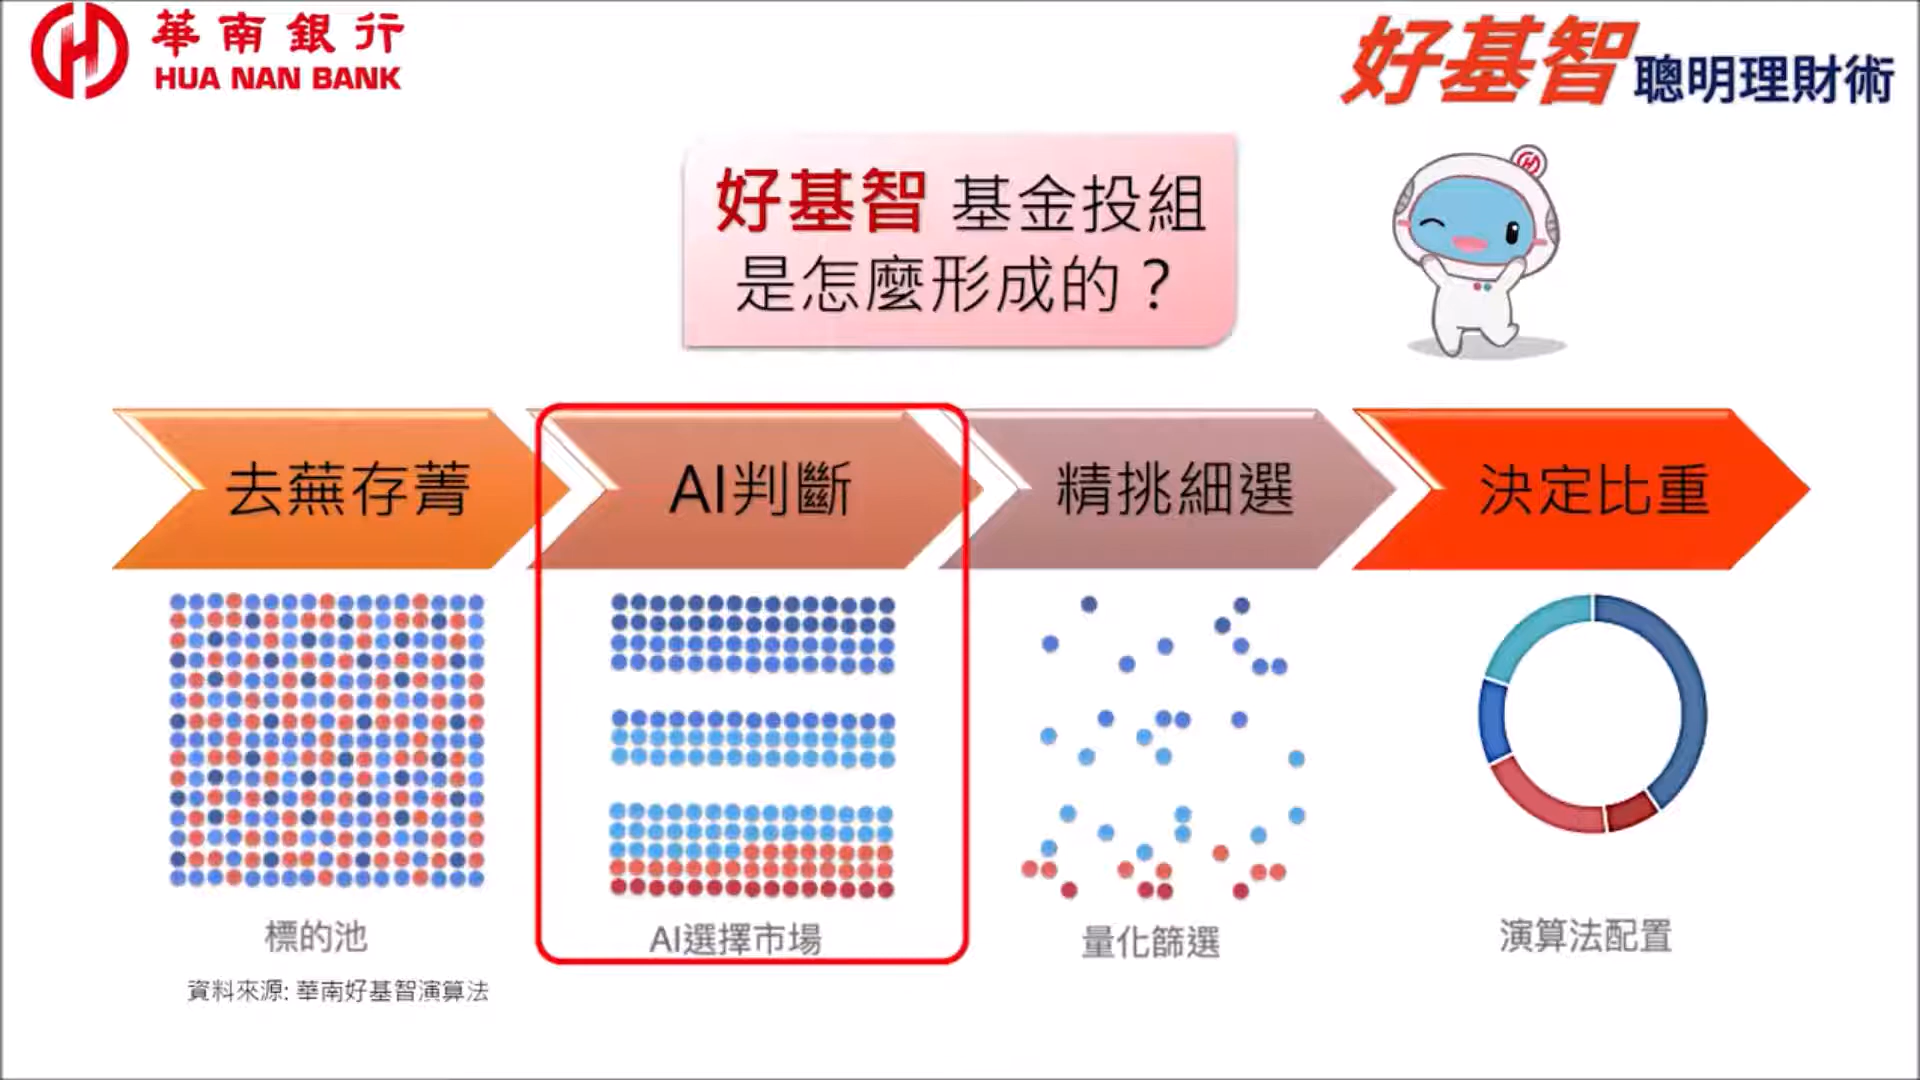 華南銀行
HUA NAN BANK
好基智 聰明理財術
好基智 基金投組
是怎麼形成的？
去蕪存菁
AI判斷
精挑細選
決定比重
標的池
AI選擇市場
量化篩選
演算法配置
資料來源: 華南好基智演算法